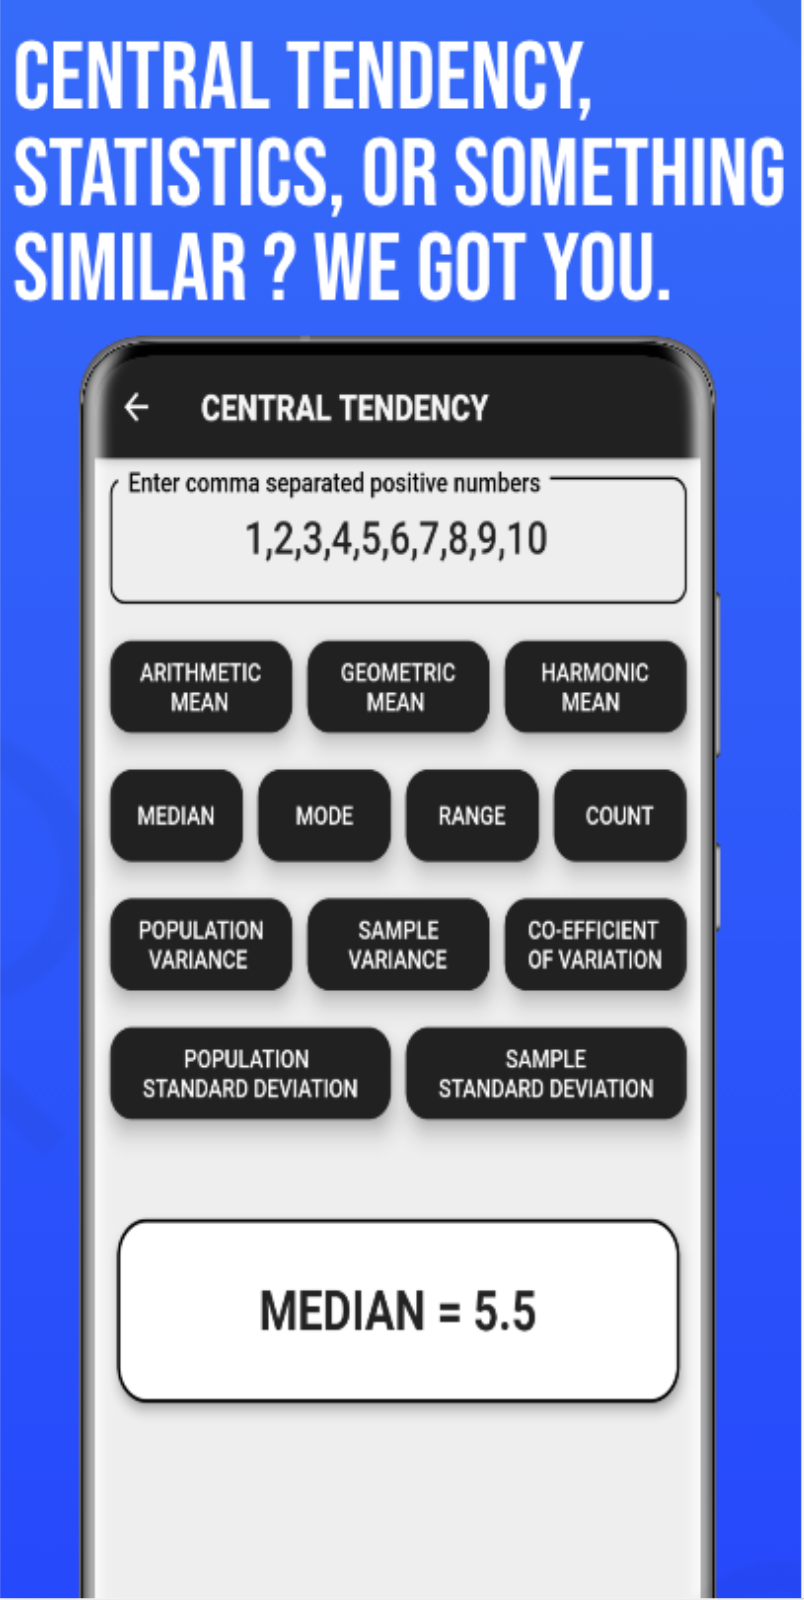 CENTRAL TENDENCY,
STATISTICS, OR SOMETHING
SIMILAR ? WE GOT YOU.
CENTRAL TENDENCY
Enter comma separated positive numbers
1,2,3,4,5,6,7,8,9,10
ARITHMETIC
MEAN
GEOMETRIC
MEAN
HARMONIC
MEAN
MEDIAN
MODE
RANGE
COUNT
POPULATION
VARIANCE
SAMPLE
VARIANCE
CO-EFFICIENT
OF VARIATION
POPULATION
STANDARD DEVIATION
SAMPLE
STANDARD DEVIATION
MEDIAN = 5.5